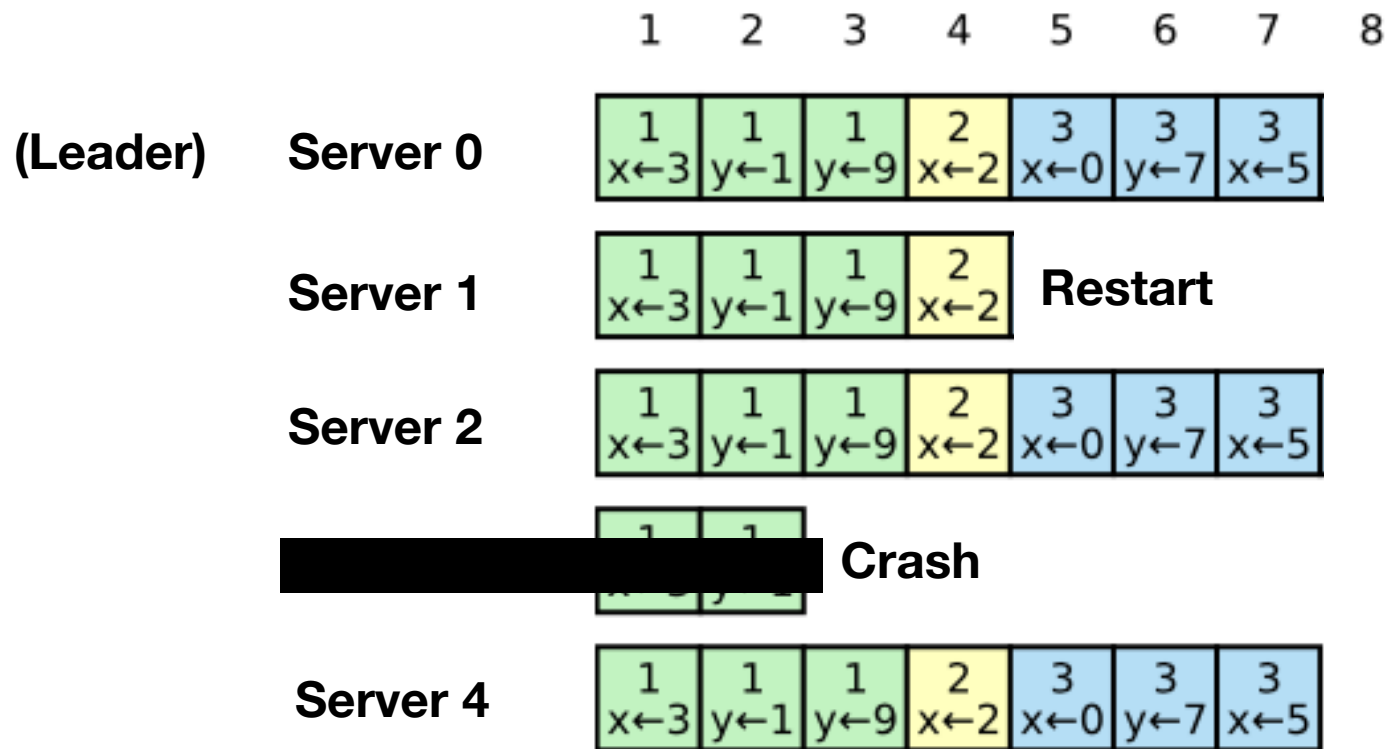 1 2 3 4 5 6 7 8
(Leader) Server 0
1 1 1 2 3 3 3
x←3 y←1 y←9 x←2 x←0 y←7 x←5
Server 1
1 1 1 2
x←3 y←1 y←9 x←2
Restart
Server 2
1 1 1 2 3 3 3
x←3 y←1 y←9 x←2 x←0 y←7 x←5
Crash
Server 4
1 1 1 2 3 3 3
x←3 y←1 y←9 x←2 x←0 y←7 x←5